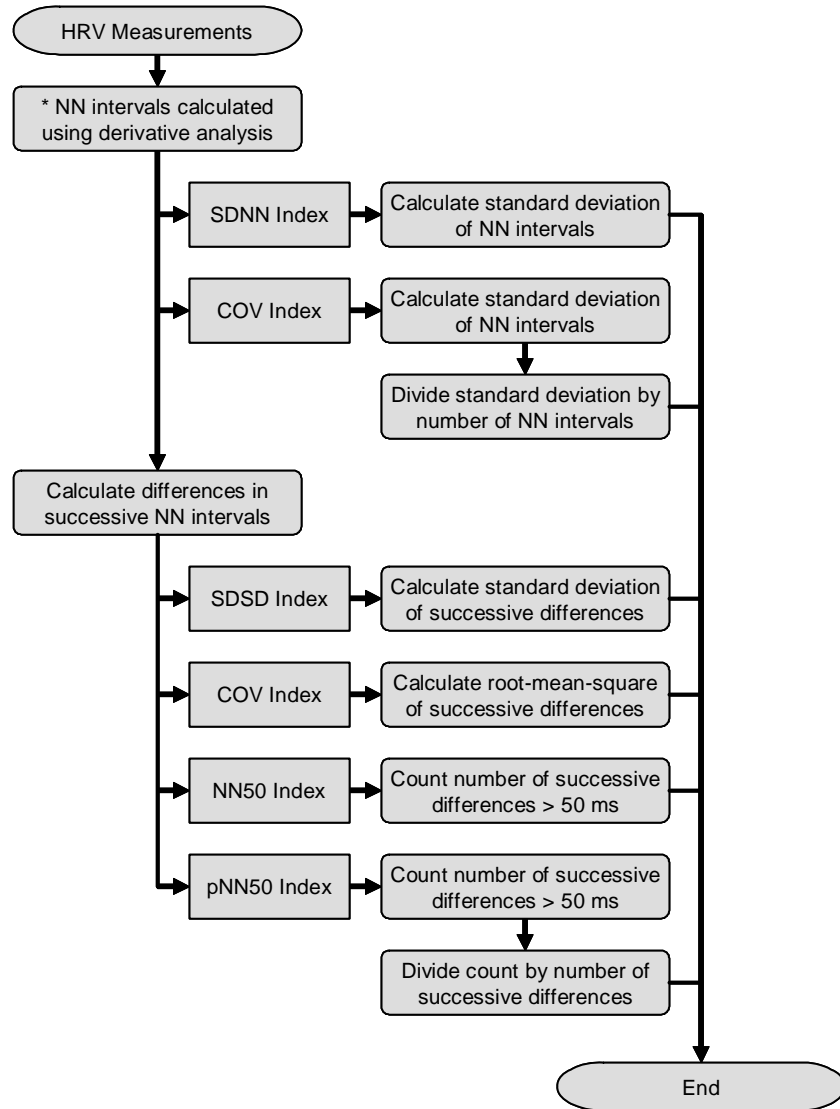 HRV Measurements
* NN intervals calculated
using derivative analysis
SDNN Index
Calculate standard deviation
of NN intervals
COV Index
Calculate standard deviation
of NN intervals
Divide standard deviation by
number of NN intervals
Calculate differences in
successive NN intervals
SDSD Index
Calculate standard deviation
of successive differences
COV Index
Calculate root-mean-square
of successive differences
NN50 Index
Count number of successive
differences > 50 ms
pNN50 Index
Count number of successive
differences > 50 ms
Divide count by number of
successive differences
End